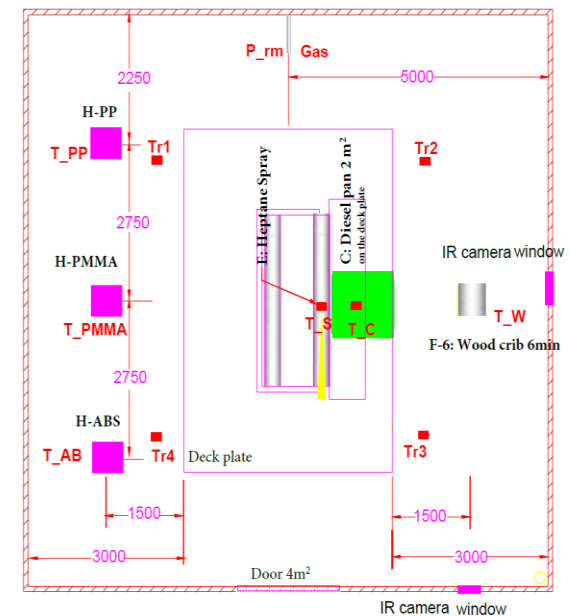 P_rm Gas
2250
5000
H-PP
T_PP
Tr1
Tr2
2750
E: Heptane Spray
C: Diesel pan 2 m²
on the deck plate
H-PMMA
T_PMMA
IR camera window
T_S
T_C
T_W
F-6: Wood crib 6min
2750
H-ABS
T_AB
Tr4
Deck plate
Tr3
1500
1500
3000
3000
Door 4m²
IR camera window